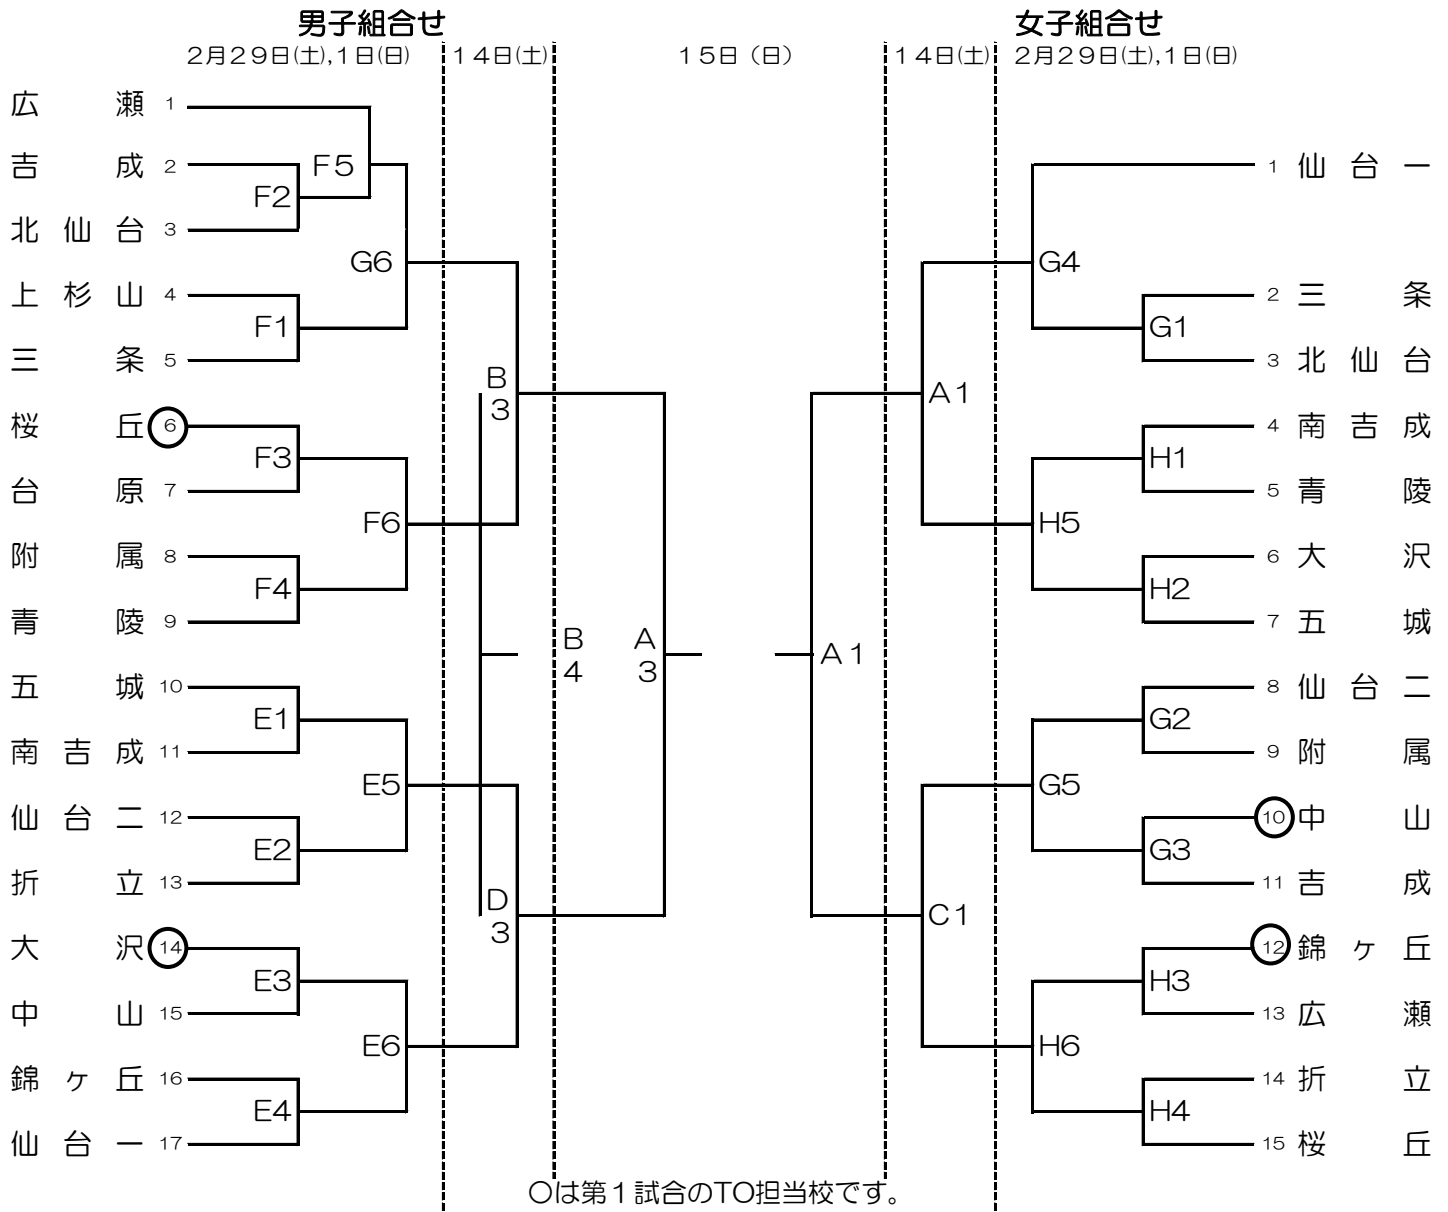 男子組合せ 女子組合せ
2月29日(土),1日(日) 14日(土) 15日(日) 14日(土) 2月29日(土),1日(日)
広瀬 1
吉成 2 F5 1 仙台一
F2
北仙台 3
G6 G4
上杉山 4 2 三条
F1 G1
三条 5 3 北仙台
B3 A1
桜丘 6 4 南吉成
F3 H1
台原 7 5 青陵
F6 H5
附属 8 6 大沢
F4 H2
青陵 9 7 五城
B4 A3 A1
五城 10 8 仙台二
E1 G2
南吉成 11 9 附属
E5 G5
仙台二 12 10 中山
E2 G3
折立 13 11 吉成
D3 C1
大沢 14 12 錦ヶ丘
E3 H3
中山 15 13 広瀬
E6 H6
錦ヶ丘 16 14 折立
E4 H4
仙台一 17 15 桜丘
○は第1試合のTO担当校です。